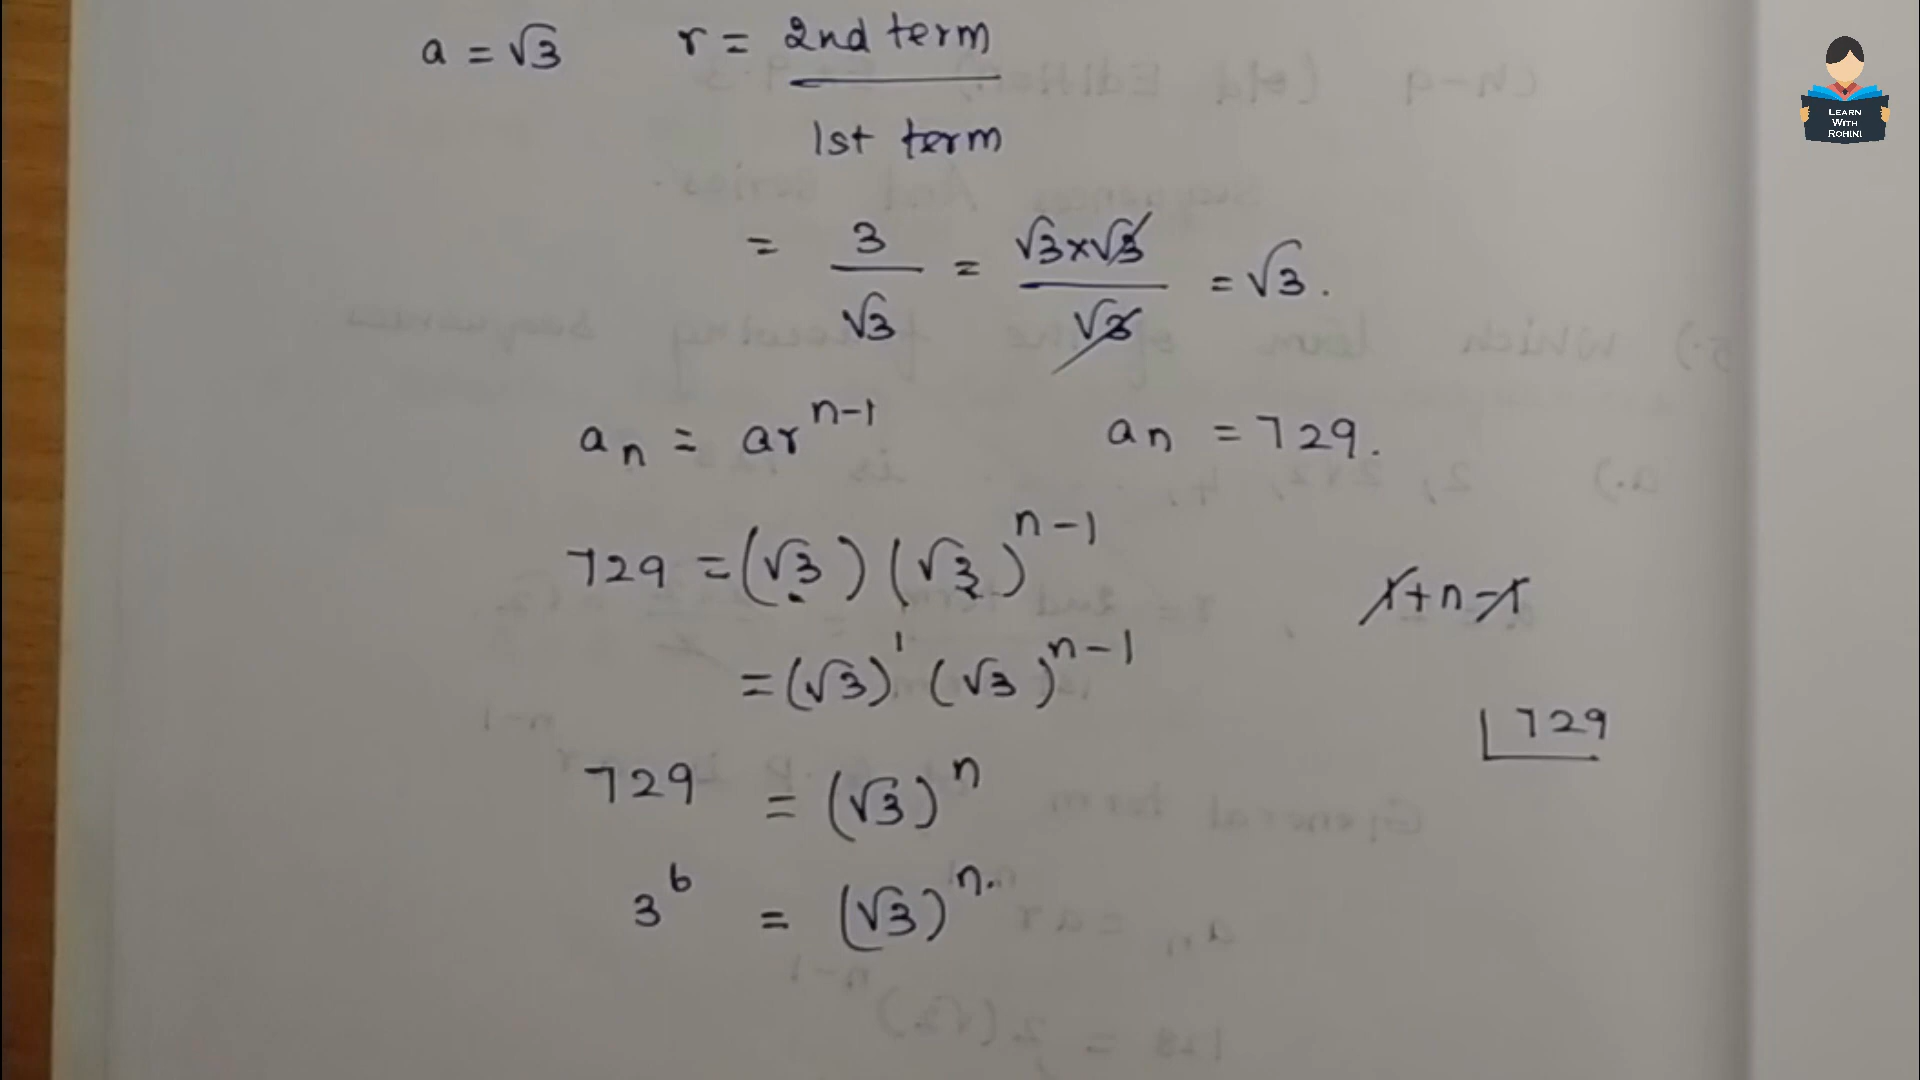 a = √3 r = 2nd term / 1st term
= 3/√3 = √3×√3/√3 = √3.
aₙ = arⁿ⁻¹ aₙ = 729.
729 = (√3) (√3)ⁿ⁻¹
1+n-1
= (√3)¹ (√3)ⁿ⁻¹
729
729 = (√3)ⁿ
3⁶ = (√3)ⁿ.
LEARN
WITH
ROHINI